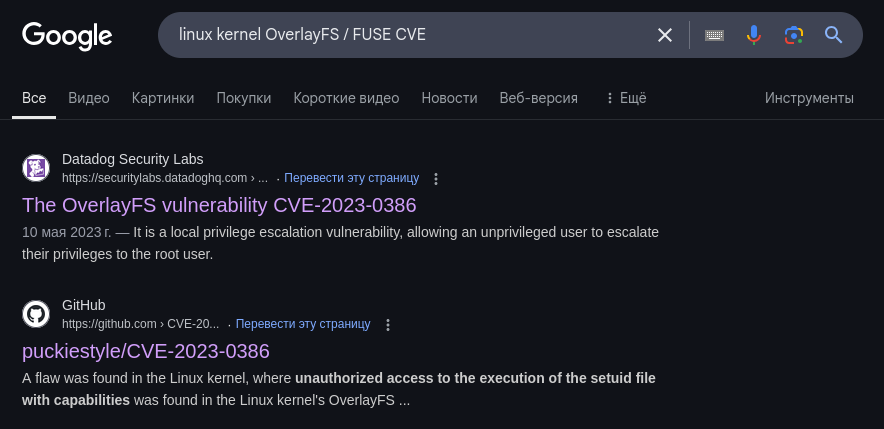 Google
linux kernel OverlayFS / FUSE CVE
Все Видео Картинки Покупки Короткие видео Новости Веб-версия Ещё Инструменты
Datadog Security Labs
https://securitylabs.datadoghq.com › ... · Перевести эту страницу
The OverlayFS vulnerability CVE-2023-0386
10 мая 2023 г. — It is a local privilege escalation vulnerability, allowing an unprivileged user to escalate
their privileges to the root user.
GitHub
https://github.com › CVE-20... · Перевести эту страницу
puckiestyle/CVE-2023-0386
A flaw was found in the Linux kernel, where unauthorized access to the execution of the setuid file
with capabilities was found in the Linux kernel's OverlayFS ...